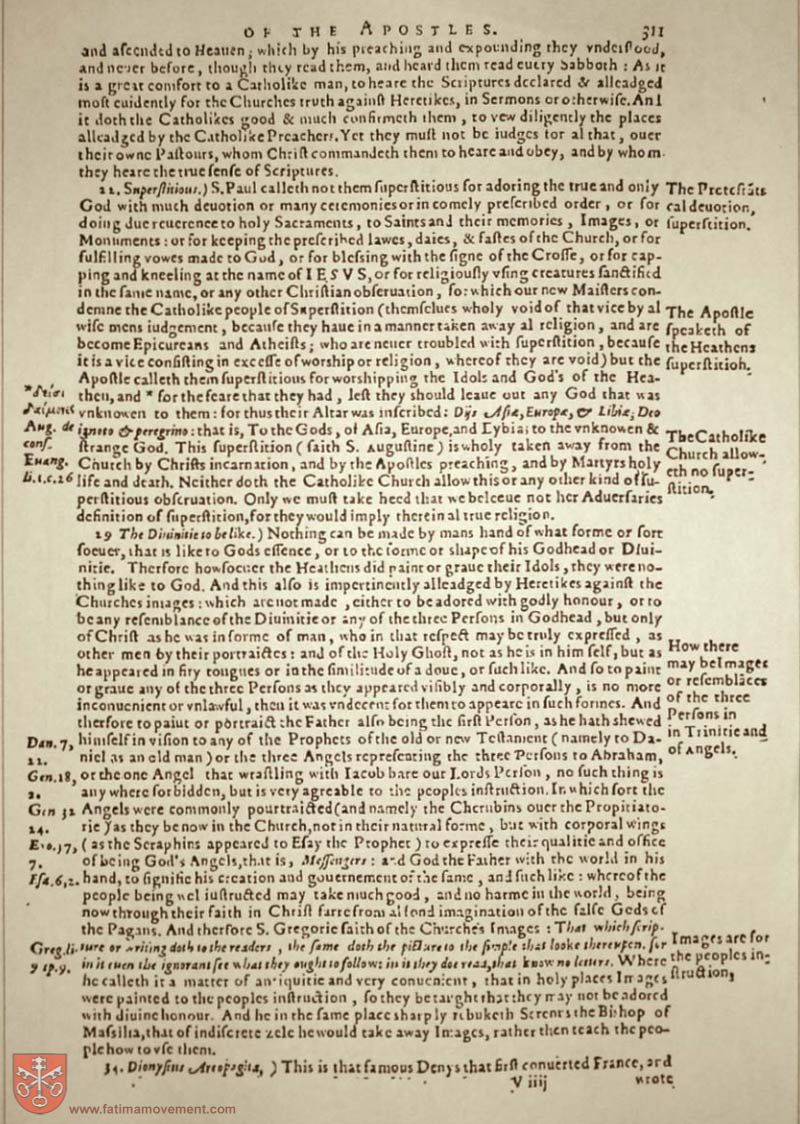 OF THE APOSTLES. 311
and aſcended to Heauen; which by his preaching and expounding they vnderſtood,
and neuer before, though they read them, and heard them read euery Sabboth: As it
is a great comfort to a Catholike man, to heare the Scriptures declared & alleadged
moſt euidently for the Churches truth againſt Heretikes, in Sermons or otherwiſe. And
it doth the Catholikes good & much confirmeth them, to vew diligently the places
alleadged by the Catholike Preachers. Yet they muſt not be iudges for al that, ouer
their owne Paſtours, whom Chriſt commandeth them to heare and obey, and by whom
they heare the true ſenſe of Scriptures.
22. Superſtitious.) S. Paul calleth not them ſuperſtitious for adoring the true and only
God with much deuotion or many ceremonies or in comely preſcribed order, or for
doing due reuerence to holy Sacraments, to Saints and their memories, Images, or
Monuments: or for keeping the preſcribed lawes, daies, & faſtes of the Church, or for
fulfilling vowes made to God, or for bleſsing with the ſigne of the Croſſe, or for cap-
ping and kneeling at the name of IESVS, or for religiouſly vſing creatures ſanctified
in the ſame name, or any other Chriſtian obſeruation, for which our new Maiſters con-
demne the Catholike people of Superſtition (themſelues wholy void of that vice by al
wiſe mens iudgement, becauſe they haue in a manner taken away al religion, and are
become Epicureans and Atheiſts; who are neuer troubled with ſuperſtition, becauſe
it is a vice conſiſting in exceſſe of worship or religion, whereof they are void) but the
Apoſtle calleth them ſuperſtitious for worshipping the Idols and God's of the Hea-
then, and * for the feare that they had, leſt they should leaue out any God that was
vnknowen to them: for thus their Altar was inſcribed: Dijs Aſiæ, Europæ, & Libiæ, Deo
ignoto & peregrino: that is, To the Gods, of Aſia, Europe, and Lybia; to the vnknowen &
ſtrange God. This ſuperſtition (ſaith S. Auguſtine) is wholy taken away from the
Church by Chriſts incarnation, and by the Apoſtles preaching, and by Martyrs holy
life and death. Neither doth the Catholike Church allow this or any other kind of ſu-
perſtitious obſeruation. Only we muſt take heed that we beleeue not her Aduerſaries
definition of ſuperſtition, for they would imply therein al true religion.
29 The Diuinitie to be like.) Nothing can be made by mans hand of what forme or ſort
ſoeuer, that is like to Gods eſſence, or to the forme or shape of his Godhead or Diui-
nitie. Therfore howſoeuer the Heathens did paint or graue their Idols, they were no-
thing like to God. And this alſo is impertinently alleadged by Heretikes againſt the
Churches images: which are not made, either to be adored with godly honour, or to
be any reſemblance of the Diuinitie or any of the three Perſons in Godhead, but only
of Chriſt as he was in forme of man, who in that reſpect may be truly expreſſed, as
other men by their portraictes: and of the Holy Ghoſt, not as he is in him ſelf, but as
he appeared in firy tongues or in the ſimilitude of a doue, or ſuch like. And ſo to paint
or graue any of the three Perſons as they appeared viſibly and corporally, is no more
inconuenient or vnlawful, then it was vndecent for them to appeare in ſuch formes. And
therfore to paint or portraict the Father alſo being the firſt Perſon, as he hath shewed
himſelf in viſion to any of the Prophets of the old or new Teſtament (namely to Da-
niel as an old man) or the three Angels repreſenting the three Perſons to Abraham,
or the one Angel that wraſtling with Iacob bare our Lords Perſon, no ſuch thing is
any where forbidden, but is very agreable to the peoples inſtruction. In which ſort the
Angels were commonly pourtraicted (and namely the Cherubins ouer the Propitiato-
rie) as they be now in the Church, not in their natural forme, but with corporal wings
(as the Seraphins appeared to Eſay the Prophet) to expreſſe their qualitie and office
of being God's Angels, that is, Meſſengers: and God the Father with the world in his
hand, to ſignifie his creation and gouernement of the ſame, and ſuch like: whereof the
people being wel inſtructed may take much good, and no harme in the world, being
now through their faith in Chriſt farre from al fond imagination of the falſe Gods of
the Pagans. And therfore S. Gregorie ſaith of the Churche's Images: That which ſcrip-
ture or writing doth to the readers, the ſame doth the picture to the ſimple that looke therevpon. for
in it euen the ignorant ſee what they ought to follow: in it they doe read, that know no letters. Where
he calleth it a matter of antiquitie and very conuenient, that in holy places Images
were painted to the peoples inſtruction, ſo they be taught that they may not be adored
with diuine honour. And he in the ſame place sharply rebuketh Serenus the Bishop of
Maſsilia, that of indiſcrete zele he would take away Images, rather then teach the peo-
ple how to vſe them.
34. Dionyſius Areopagita,) This is that famous Denys that firſt conuerted France, and
V iiij wrote
The Proteſtãts
cal deuotion,
ſuperſtition.
The Apoſtle
ſpeaketh of
the Heathens
ſuperſtitioh.
The Catholike
Church allow-
eth no ſuper-
ſtition.
How there
may be Images
or reſemblãces
of the three
Perſons in
in Trinitie and
of Angels.
Images are for
the peoples in-
ſtruction,
Aug. de
conſ.
Euang.
li.1.c.26
Dan. 7,
22.
Gen. 18,
2.
Gen 32
24.
Exo. 37,
7.
Eſa. 6, 2.
Greg. li.
9 ep. 9.
www.fatimamovement.com